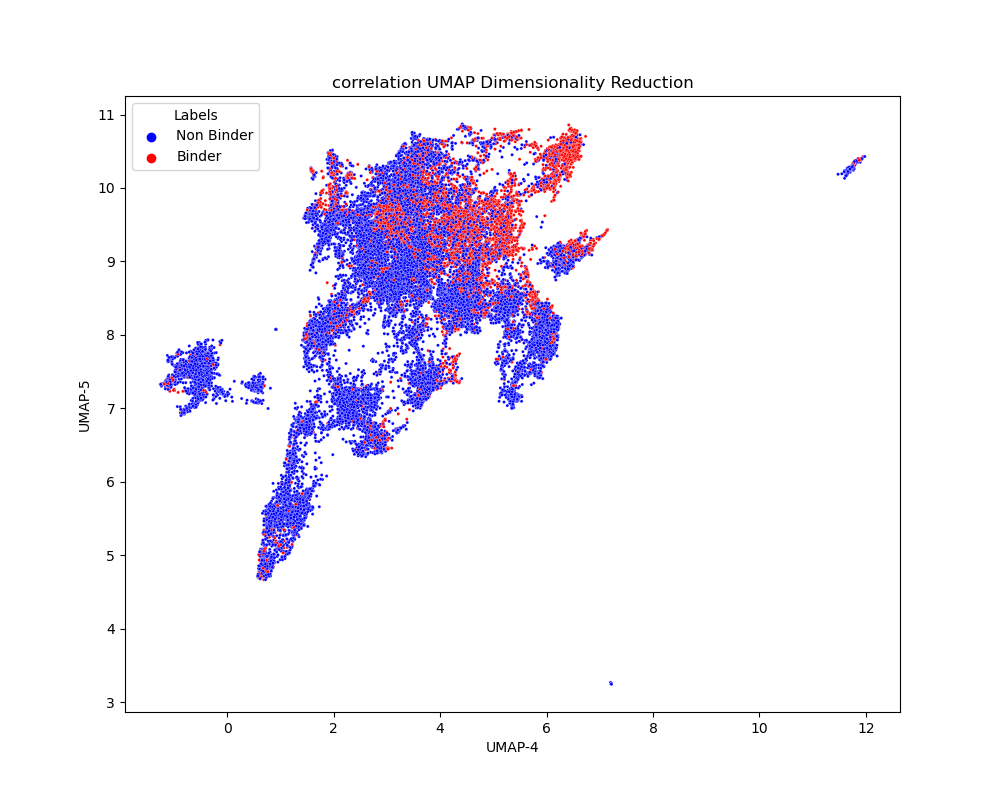 correlation UMAP Dimensionality Reduction
Labels
Non Binder
Binder
11
10
9
8
7
6
5
4
3
UMAP-5
0 2 4 6 8 10 12
UMAP-4